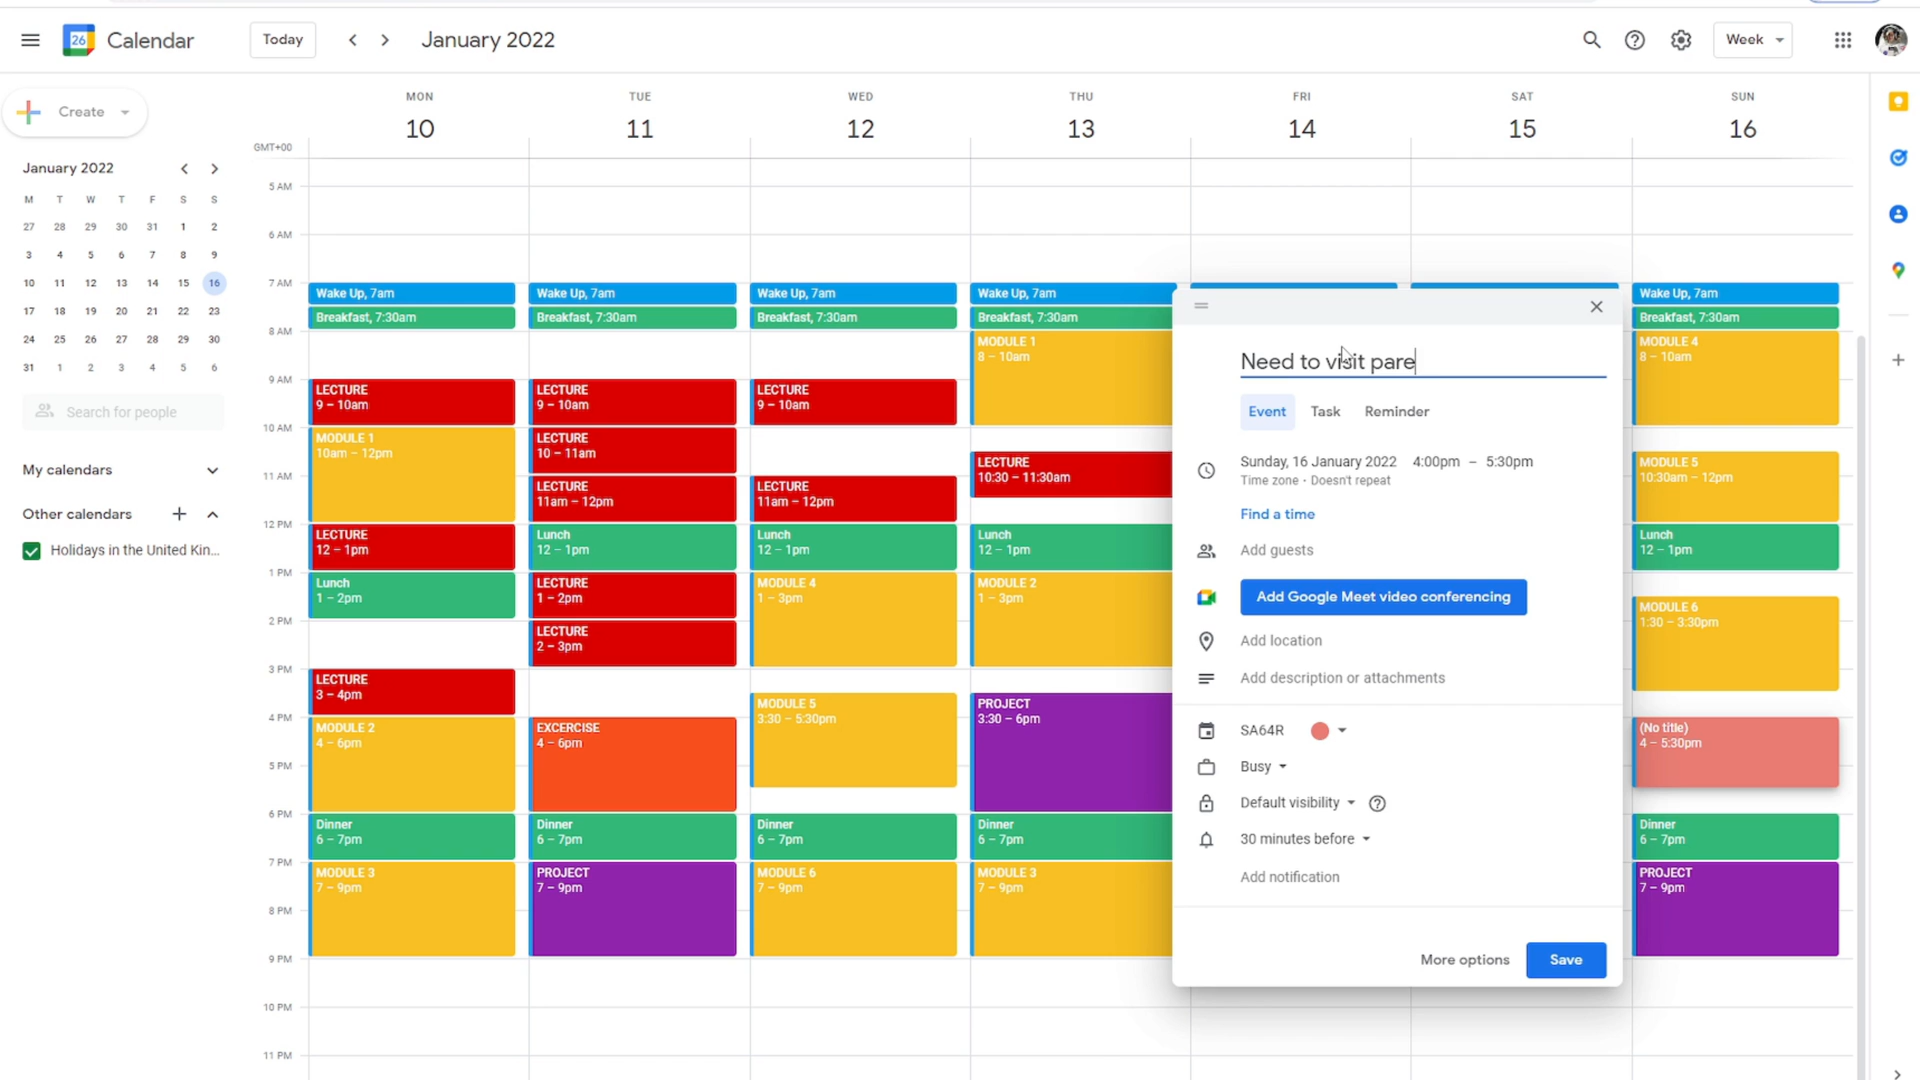 26 Calendar Today January 2022 Week
Create
January 2022
M T W T F S S
27 28 29 30 31 1 2
3 4 5 6 7 8 9
10 11 12 13 14 15 16
17 18 19 20 21 22 23
24 25 26 27 28 29 30
31 1 2 3 4 5 6
Search for people
My calendars
Other calendars
Holidays in the United Kin...
MON TUE WED THU FRI SAT SUN
10 11 12 13 14 15 16
GMT+00
5 AM
6 AM
7 AM
8 AM
9 AM
10 AM
11 AM
12 PM
1 PM
2 PM
3 PM
4 PM
5 PM
6 PM
7 PM
8 PM
9 PM
10 PM
11 PM
Wake Up, 7am
Breakfast, 7:30am
LECTURE
9 – 10am
MODULE 1
10am – 12pm
LECTURE
12 – 1pm
Lunch
1 – 2pm
LECTURE
3 – 4pm
MODULE 2
4 – 6pm
Dinner
6 – 7pm
MODULE 3
7 – 9pm
Wake Up, 7am
Breakfast, 7:30am
LECTURE
9 – 10am
LECTURE
10 – 11am
LECTURE
11am – 12pm
Lunch
12 – 1pm
LECTURE
1 – 2pm
LECTURE
2 – 3pm
EXCERCISE
4 – 6pm
Dinner
6 – 7pm
PROJECT
7 – 9pm
Wake Up, 7am
Breakfast, 7:30am
LECTURE
9 – 10am
LECTURE
11am – 12pm
Lunch
12 – 1pm
MODULE 4
1 – 3pm
MODULE 5
3:30 – 5:30pm
Dinner
6 – 7pm
MODULE 6
7 – 9pm
Wake Up, 7am
Breakfast, 7:30am
MODULE 1
8 – 10am
LECTURE
10:30 – 11:30am
Lunch
12 – 1pm
MODULE 2
1 – 3pm
PROJECT
3:30 – 6pm
Dinner
6 – 7pm
MODULE 3
7 – 9pm
Need to visit pare
Event Task Reminder
Sunday, 16 January 2022 4:00pm – 5:30pm
Time zone • Doesn't repeat
Find a time
Add guests
Add Google Meet video conferencing
Add location
Add description or attachments
SA64R
Busy
Default visibility
30 minutes before
Add notification
More options Save
Wake Up, 7am
Breakfast, 7:30am
MODULE 4
8 – 10am
MODULE 5
10:30am – 12pm
Lunch
12 – 1pm
MODULE 6
1:30 – 3:30pm
(No title)
4 – 5:30pm
Dinner
6 – 7pm
PROJECT
7 – 9pm